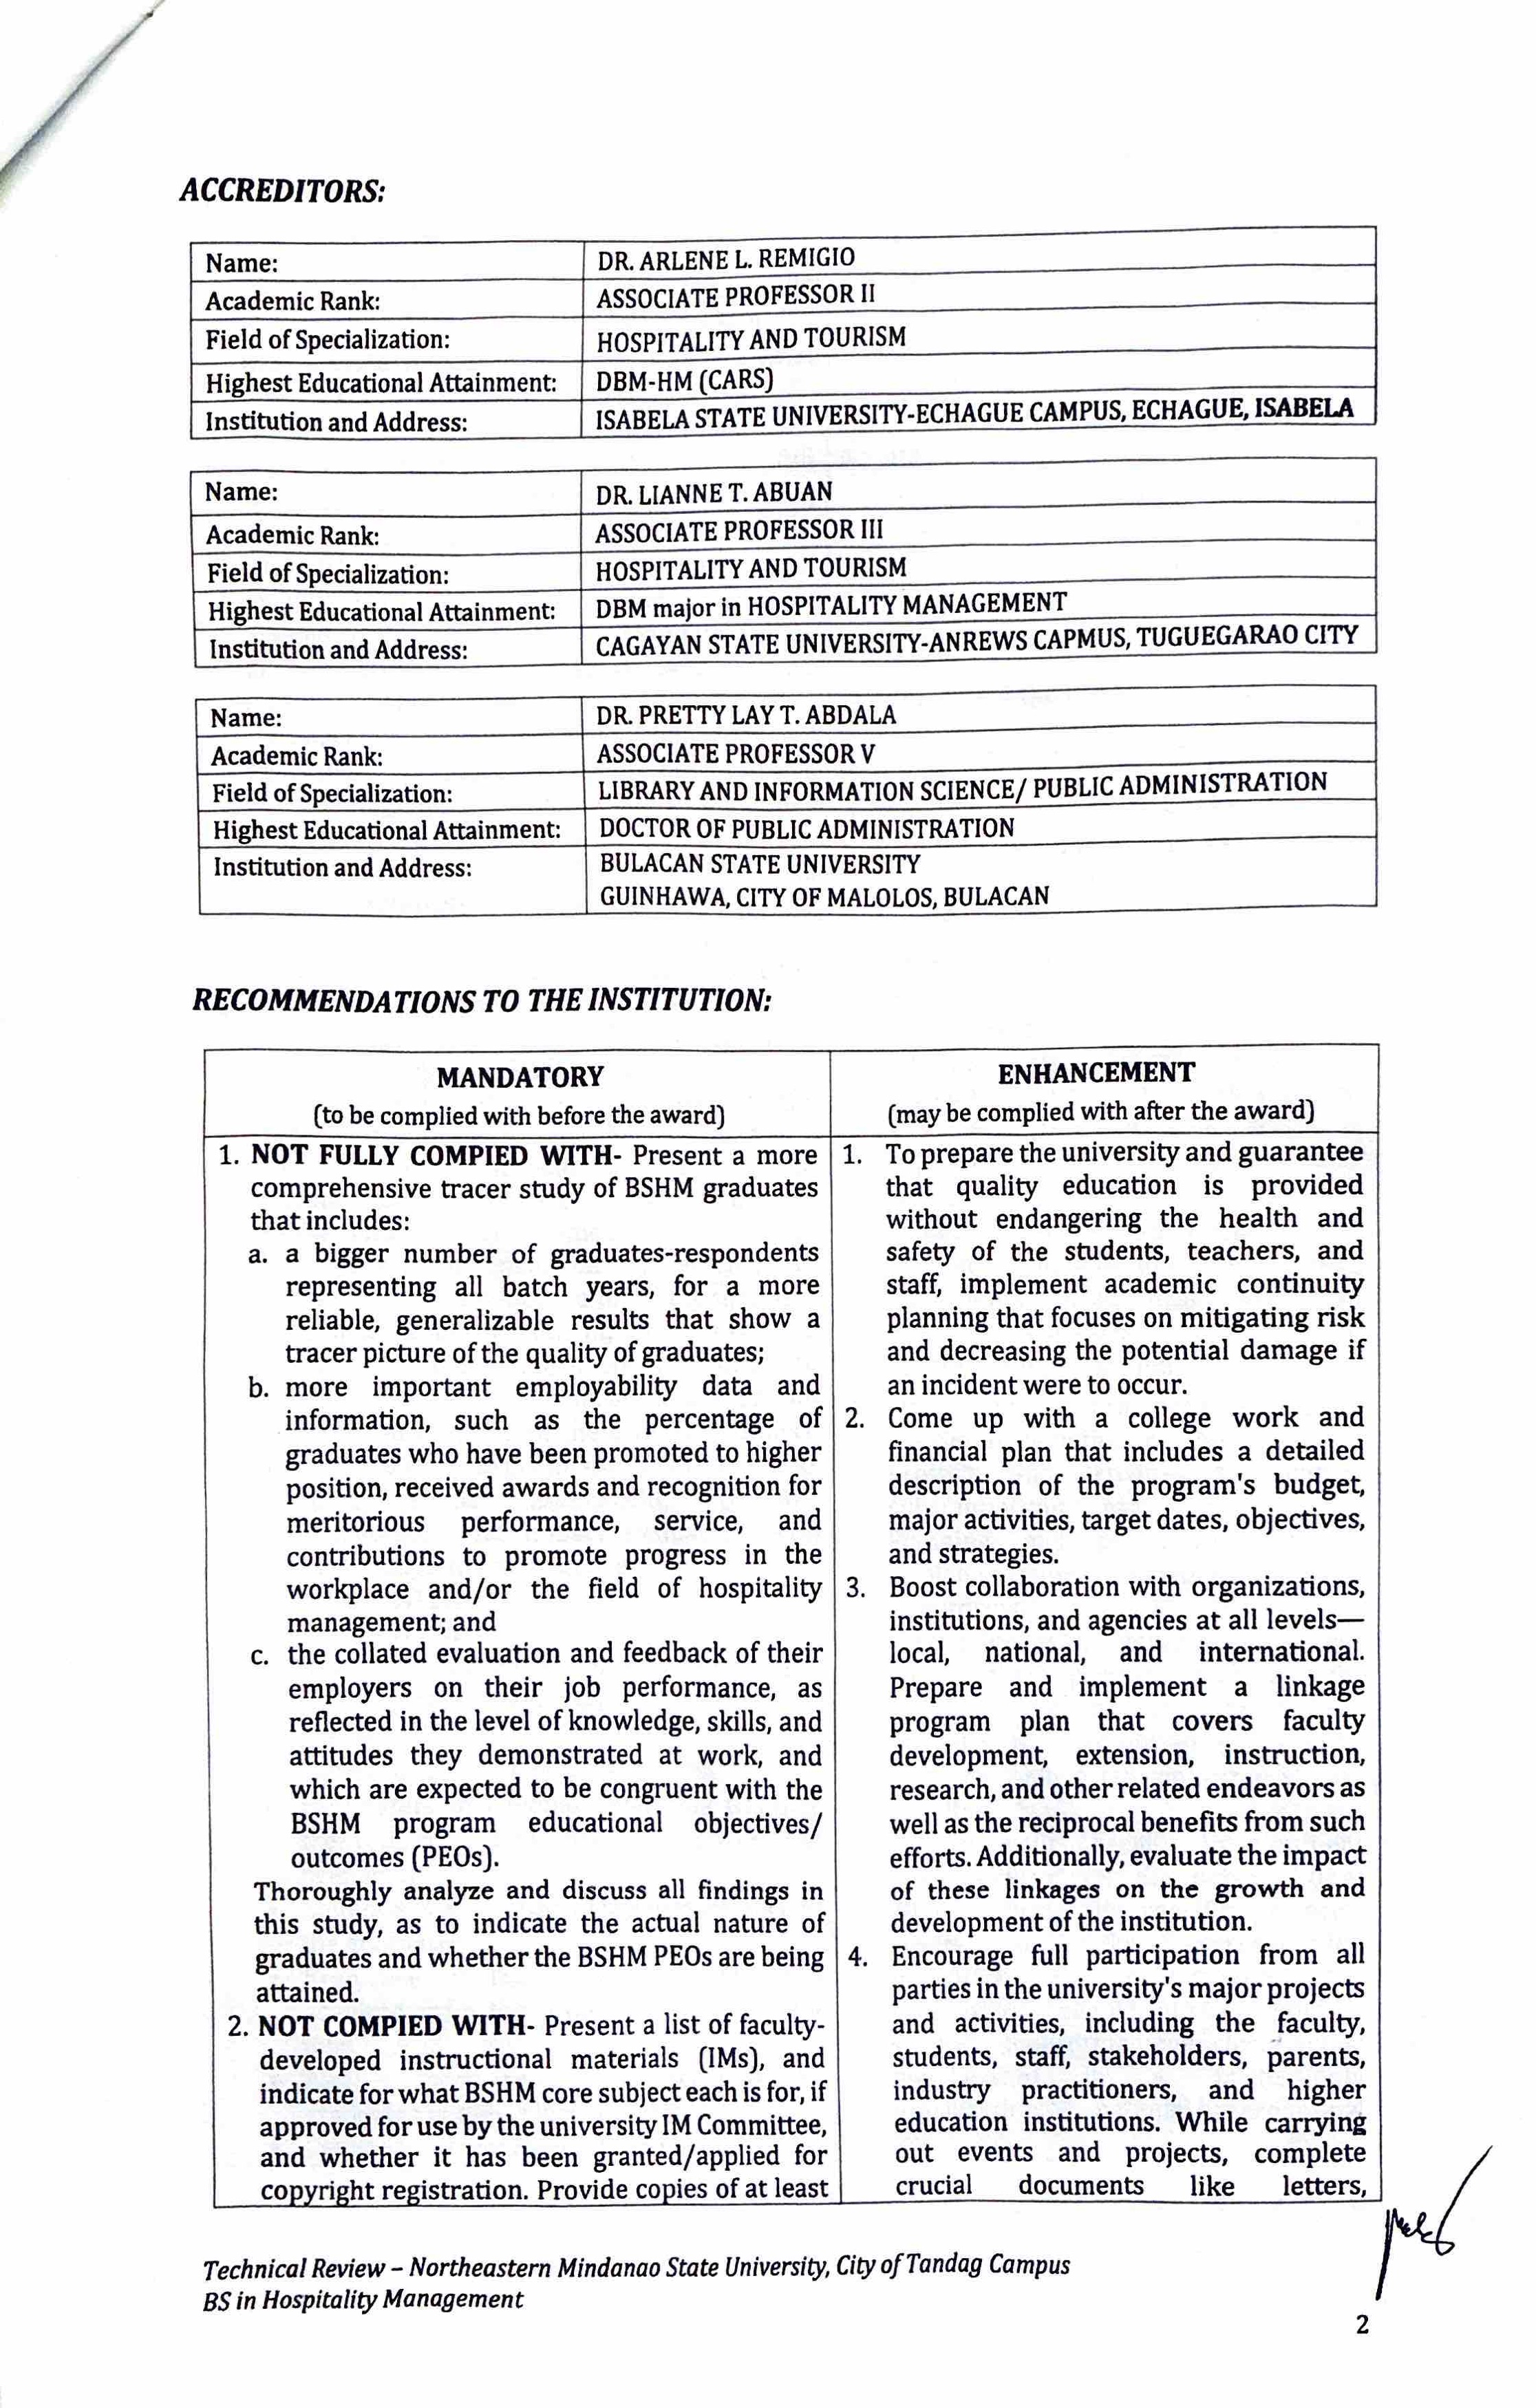 ACCREDITORS:
Name: DR. ARLENE L. REMIGIO
Academic Rank: ASSOCIATE PROFESSOR II
Field of Specialization: HOSPITALITY AND TOURISM
Highest Educational Attainment: DBM-HM (CARS)
Institution and Address: ISABELA STATE UNIVERSITY-ECHAGUE CAMPUS, ECHAGUE, ISABELA
Name: DR. LIANNE T. ABUAN
Academic Rank: ASSOCIATE PROFESSOR III
Field of Specialization: HOSPITALITY AND TOURISM
Highest Educational Attainment: DBM major in HOSPITALITY MANAGEMENT
Institution and Address: CAGAYAN STATE UNIVERSITY-ANREWS CAPMUS, TUGUEGARAO CITY
Name: DR. PRETTY LAY T. ABDALA
Academic Rank: ASSOCIATE PROFESSOR V
Field of Specialization: LIBRARY AND INFORMATION SCIENCE/ PUBLIC ADMINISTRATION
Highest Educational Attainment: DOCTOR OF PUBLIC ADMINISTRATION
Institution and Address: BULACAN STATE UNIVERSITY
GUINHAWA, CITY OF MALOLOS, BULACAN
RECOMMENDATIONS TO THE INSTITUTION:
MANDATORY
(to be complied with before the award)
1. NOT FULLY COMPIED WITH- Present a more
comprehensive tracer study of BSHM graduates
that includes:
a. a bigger number of graduates-respondents
representing all batch years, for a more
reliable, generalizable results that show a
tracer picture of the quality of graduates;
b. more important employability data and
information, such as the percentage of
graduates who have been promoted to higher
position, received awards and recognition for
meritorious performance, service, and
contributions to promote progress in the
workplace and/or the field of hospitality
management; and
c. the collated evaluation and feedback of their
employers on their job performance, as
reflected in the level of knowledge, skills, and
attitudes they demonstrated at work, and
which are expected to be congruent with the
BSHM program educational objectives/
outcomes (PEOs).
Thoroughly analyze and discuss all findings in
this study, as to indicate the actual nature of
graduates and whether the BSHM PEOs are being
attained.
2. NOT COMPIED WITH- Present a list of faculty-
developed instructional materials (IMs), and
indicate for what BSHM core subject each is for, if
approved for use by the university IM Committee,
and whether it has been granted/applied for
copyright registration. Provide copies of at least
ENHANCEMENT
(may be complied with after the award)
1. To prepare the university and guarantee
that quality education is provided
without endangering the health and
safety of the students, teachers, and
staff, implement academic continuity
planning that focuses on mitigating risk
and decreasing the potential damage if
an incident were to occur.
2. Come up with a college work and
financial plan that includes a detailed
description of the program's budget,
major activities, target dates, objectives,
and strategies.
3. Boost collaboration with organizations,
institutions, and agencies at all levels—
local, national, and international.
Prepare and implement a linkage
program plan that covers faculty
development, extension, instruction,
research, and other related endeavors as
well as the reciprocal benefits from such
efforts. Additionally, evaluate the impact
of these linkages on the growth and
development of the institution.
4. Encourage full participation from all
parties in the university's major projects
and activities, including the faculty,
students, staff, stakeholders, parents,
industry practitioners, and higher
education institutions. While carrying
out events and projects, complete
crucial documents like letters,
Technical Review – Northeastern Mindanao State University, City of Tandag Campus
BS in Hospitality Management
2